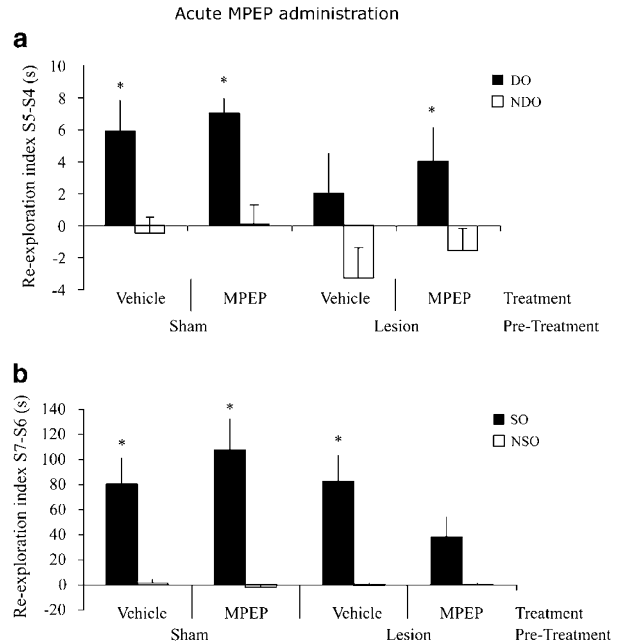 Acute MPEP administration
a
Re-exploration index S5-S4 (s)
10
8
6
4
2
0
-2
-4
* * *
DO
NDO
Vehicle MPEP Vehicle MPEP Treatment
Sham Lesion Pre-Treatment
b
Re-exploration index S7-S6 (s)
140
120
100
80
60
40
20
0
-20
* * *
SO
NSO
Vehicle MPEP Vehicle MPEP Treatment
Sham Lesion Pre-Treatment